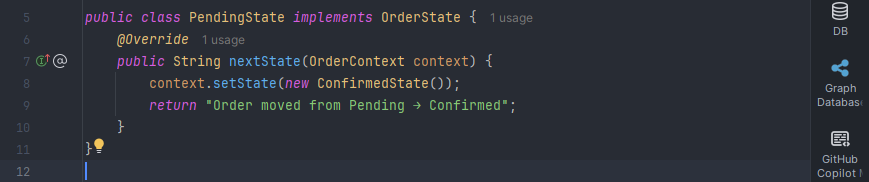 5 public class PendingState implements OrderState { 1 usage
6 @Override 1 usage
7 public String nextState(OrderContext context) {
8 context.setState(new ConfirmedState());
9 return "Order moved from Pending → Confirmed";
10 }
11 }
12
DB
Graph
Database
GitHub
Copilot